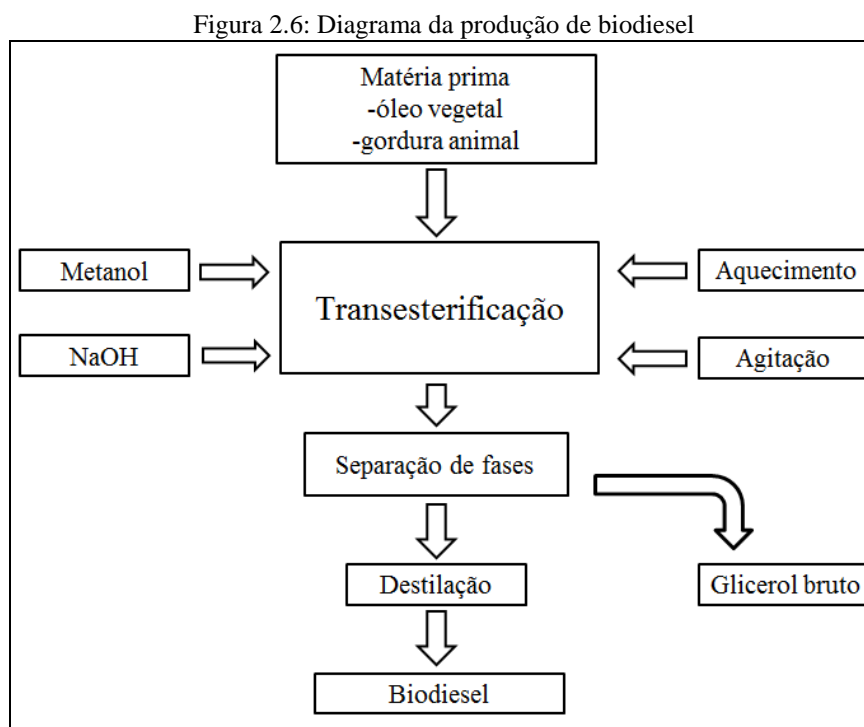 Figura 2.6: Diagrama da produção de biodiesel
Matéria prima
-óleo vegetal
-gordura animal
Metanol
Aquecimento
Transesterificação
NaOH
Agitação
Separação de fases
Destilação
Glicerol bruto
Biodiesel